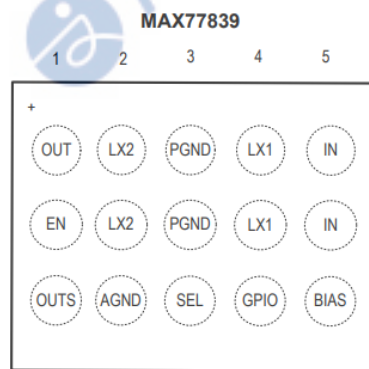 MAX77839
1 2 3 4 5
+
OUT LX2 PGND LX1 IN
EN LX2 PGND LX1 IN
OUTS AGND SEL GPIO BIAS